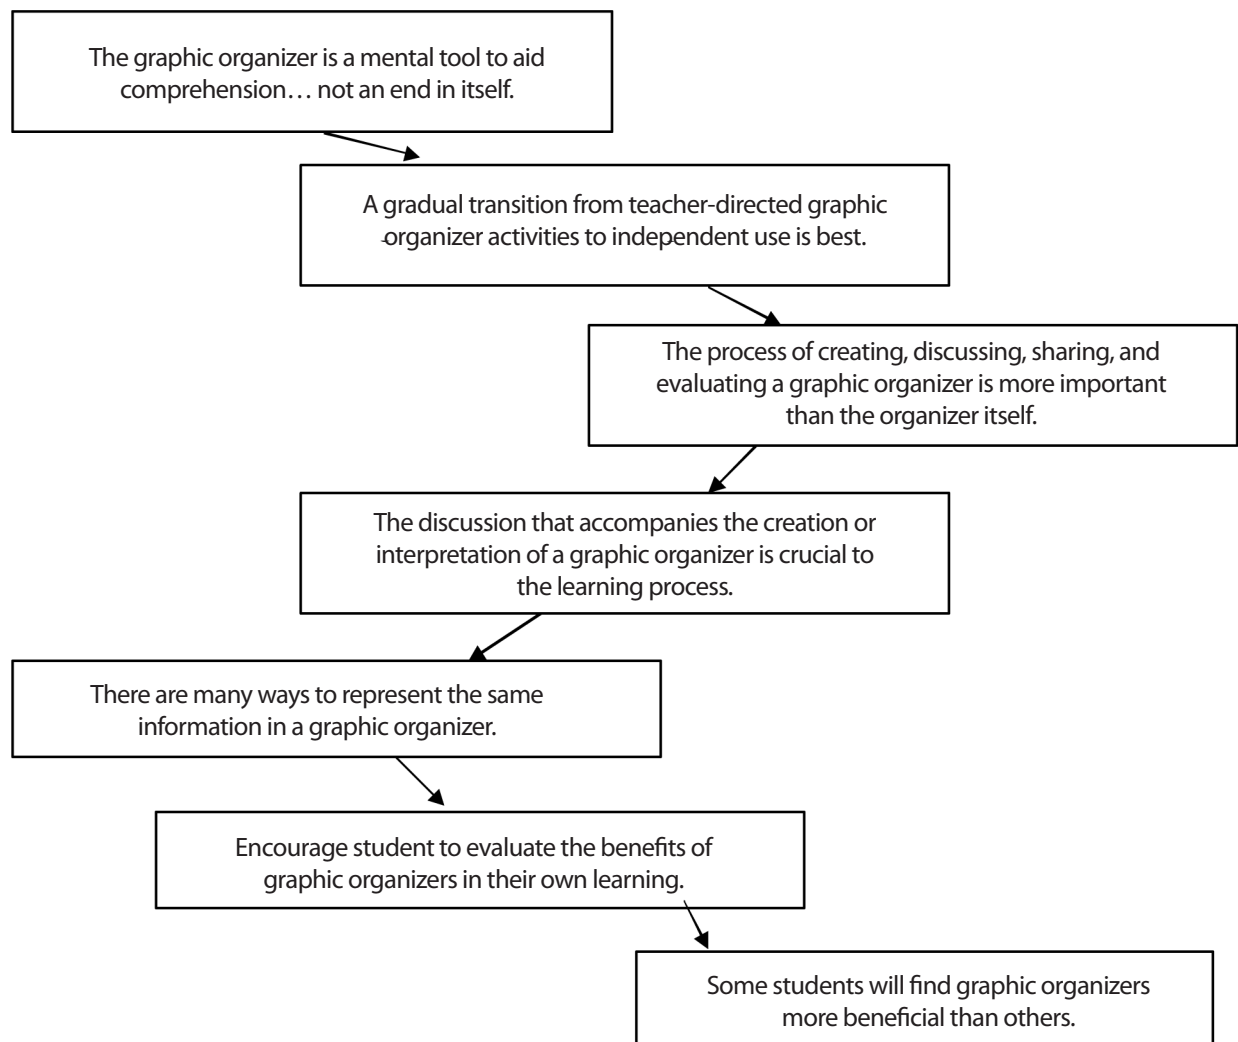 The graphic organizer is a mental tool to aid
comprehension… not an end in itself.
A gradual transition from teacher-directed graphic
organizer activities to independent use is best.
The process of creating, discussing, sharing, and
evaluating a graphic organizer is more important
than the organizer itself.
The discussion that accompanies the creation or
interpretation of a graphic organizer is crucial to
the learning process.
There are many ways to represent the same
information in a graphic organizer.
Encourage student to evaluate the benefits of
graphic organizers in their own learning.
Some students will find graphic organizers
more beneficial than others.